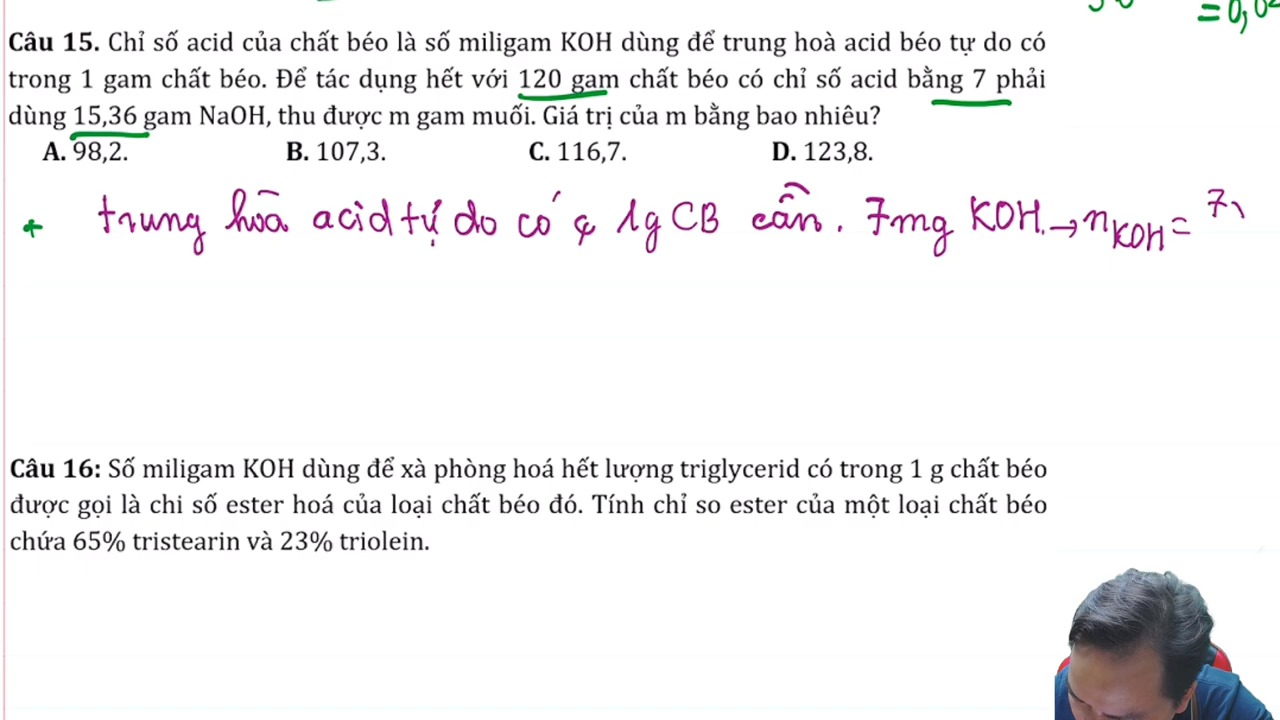 = 0,02
Câu 15. Chỉ số acid của chất béo là số miligam KOH dùng để trung hoà acid béo tự do có
trong 1 gam chất béo. Để tác dụng hết với 120 gam chất béo có chỉ số acid bằng 7 phải
dùng 15,36 gam NaOH, thu được m gam muối. Giá trị của m bằng bao nhiêu?
A. 98,2. B. 107,3. C. 116,7. D. 123,8.
+ trung hòa acid tự do có 1g CB cần. 7mg KOH. → nKOH = 7,
Câu 16: Số miligam KOH dùng để xà phòng hoá hết lượng triglycerid có trong 1 g chất béo
được gọi là chi số ester hoá của loại chất béo đó. Tính chỉ so ester của một loại chất béo
chứa 65% tristearin và 23% triolein.